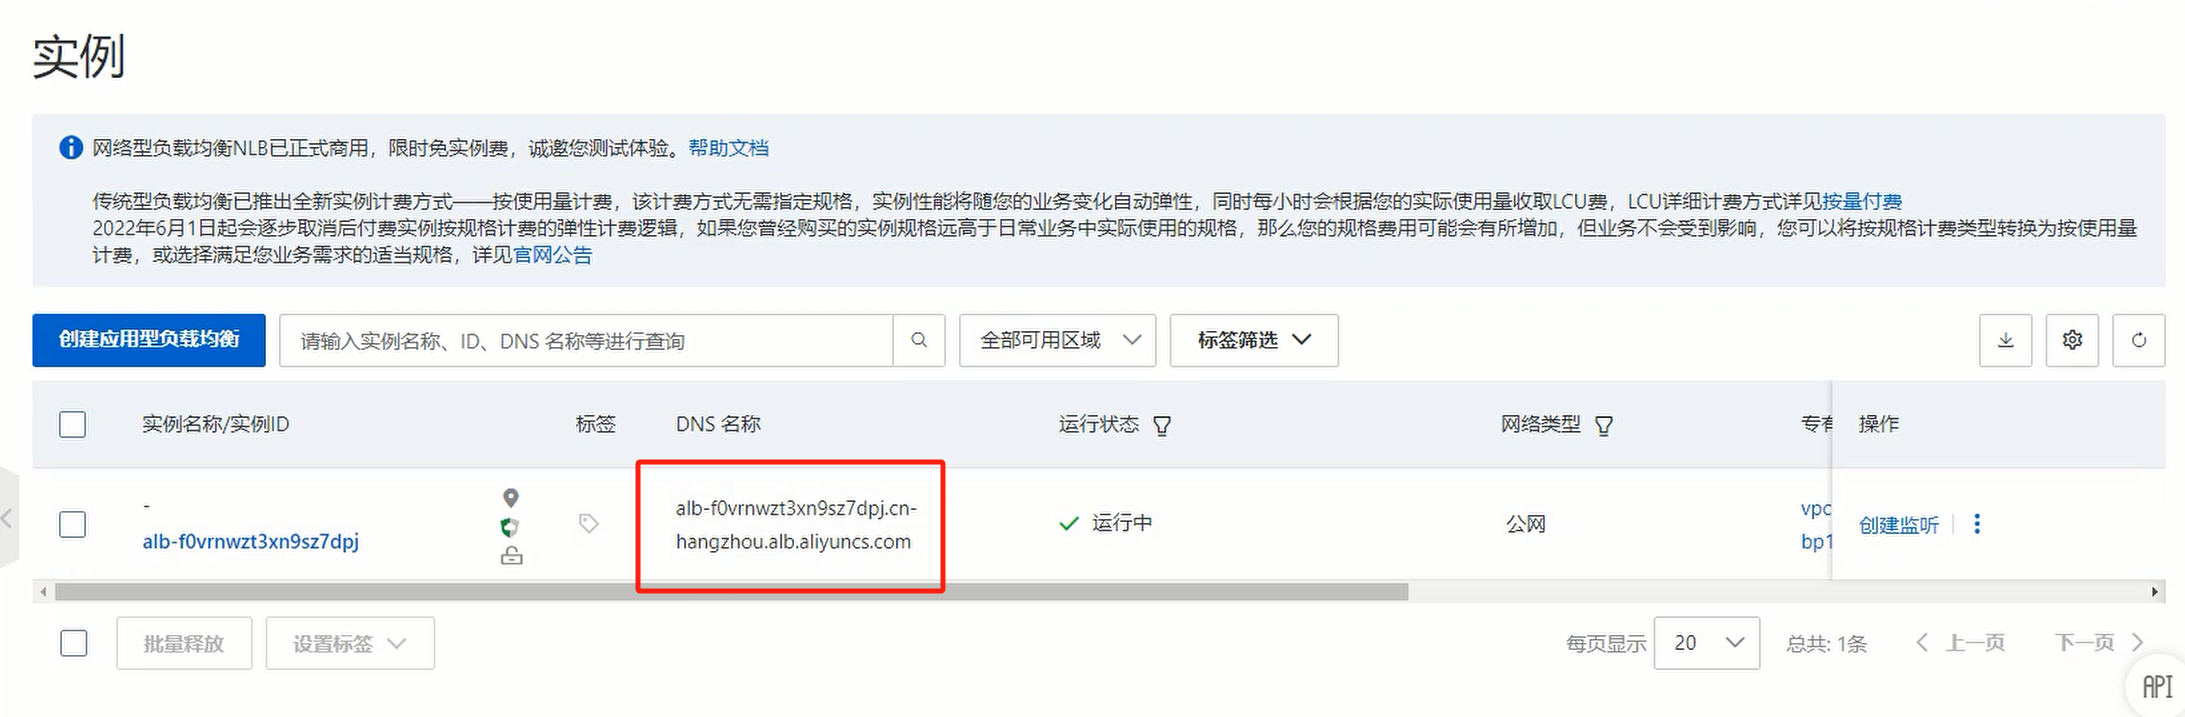 实例
网络型负载均衡NLB已正式商用，限时免实例费，诚邀您测试体验。帮助文档
传统型负载均衡已推出全新实例计费方式——按使用量计费，该计费方式无需指定规格，实例性能将随您的业务变化自动弹性，同时每小时会根据您的实际使用量收取LCU费，LCU详细计费方式详见按量付费
2022年6月1日起会逐步取消后付费实例按规格计费的弹性计费逻辑，如果您曾经购买的实例规格远高于日常业务中实际使用的规格，那么您的规格费用可能会有所增加，但业务不会受到影响，您可以将按规格计费类型转换为按使用量
计费，或选择满足您业务需求的适当规格，详见官网公告
创建应用型负载均衡 请输入实例名称、ID、DNS 名称等进行查询 全部可用区域 标签筛选
实例名称/实例ID 标签 DNS 名称 运行状态 网络类型 专有 操作
- alb-f0vrnwzt3xn9sz7dpj.cn- vpc
运行中 公网 创建监听
alb-f0vrnwzt3xn9sz7dpj hangzhou.alb.aliyuncs.com bp1
批量释放 设置标签 每页显示 20 总共: 1条 上一页 下一页
API